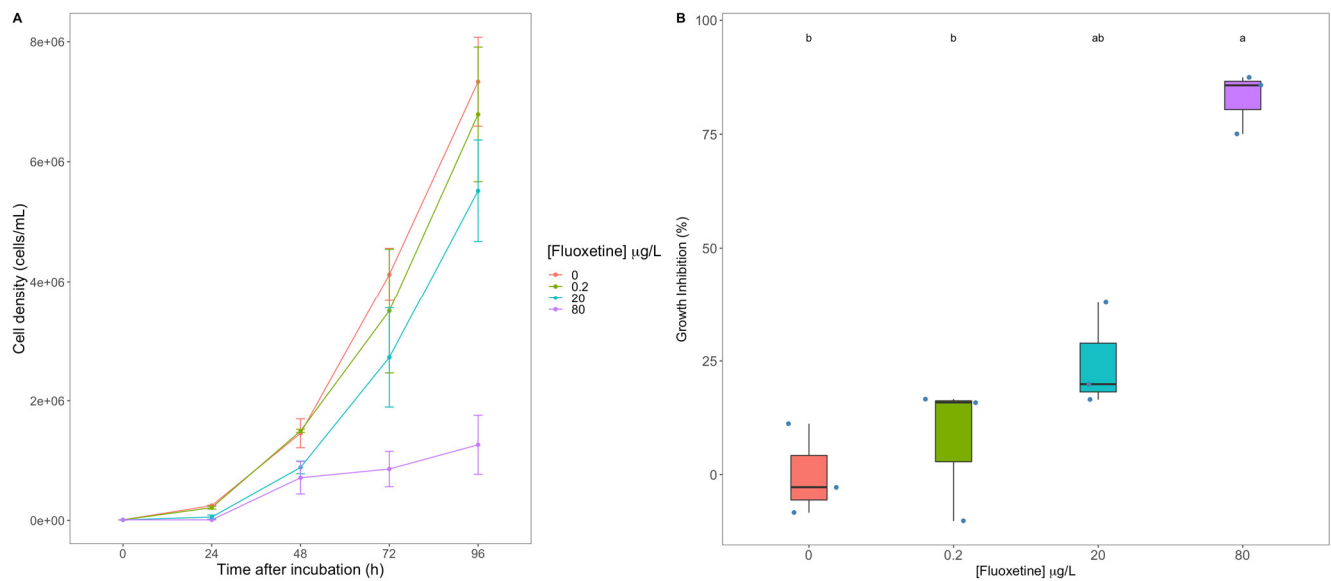 A
Cell density (cells/mL)
8e+06
6e+06
4e+06
2e+06
0e+00
0 24 48 72 96
Time after incubation (h)
[Fluoxetine] μg/L
0
0.2
20
80
B
Growth Inhibition (%)
100
75
50
25
0
b b ab a
0 0.2 20 80
[Fluoxetine] μg/L